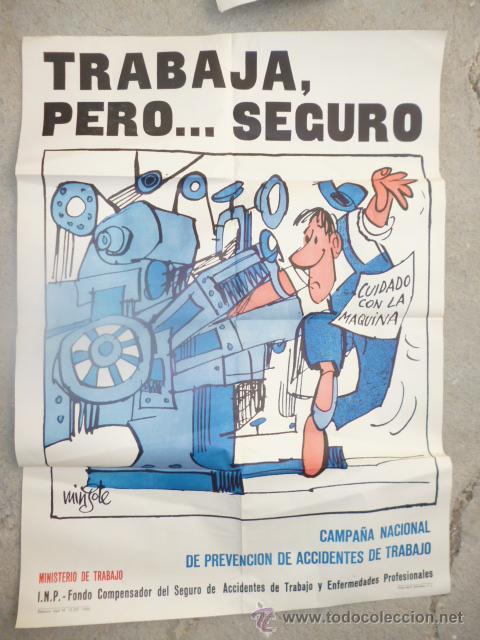 TRABAJA,
PERO... SEGURO
CUIDADO
CON LA
MAQUINA
mingote
CAMPAÑA NACIONAL
DE PREVENCION DE ACCIDENTES DE TRABAJO
MINISTERIO DE TRABAJO
I.N.P.-Fondo Compensador del Seguro de Accidentes de Trabajo y Enfermedades Profesionales
todocoleccion
www.todocoleccion.net